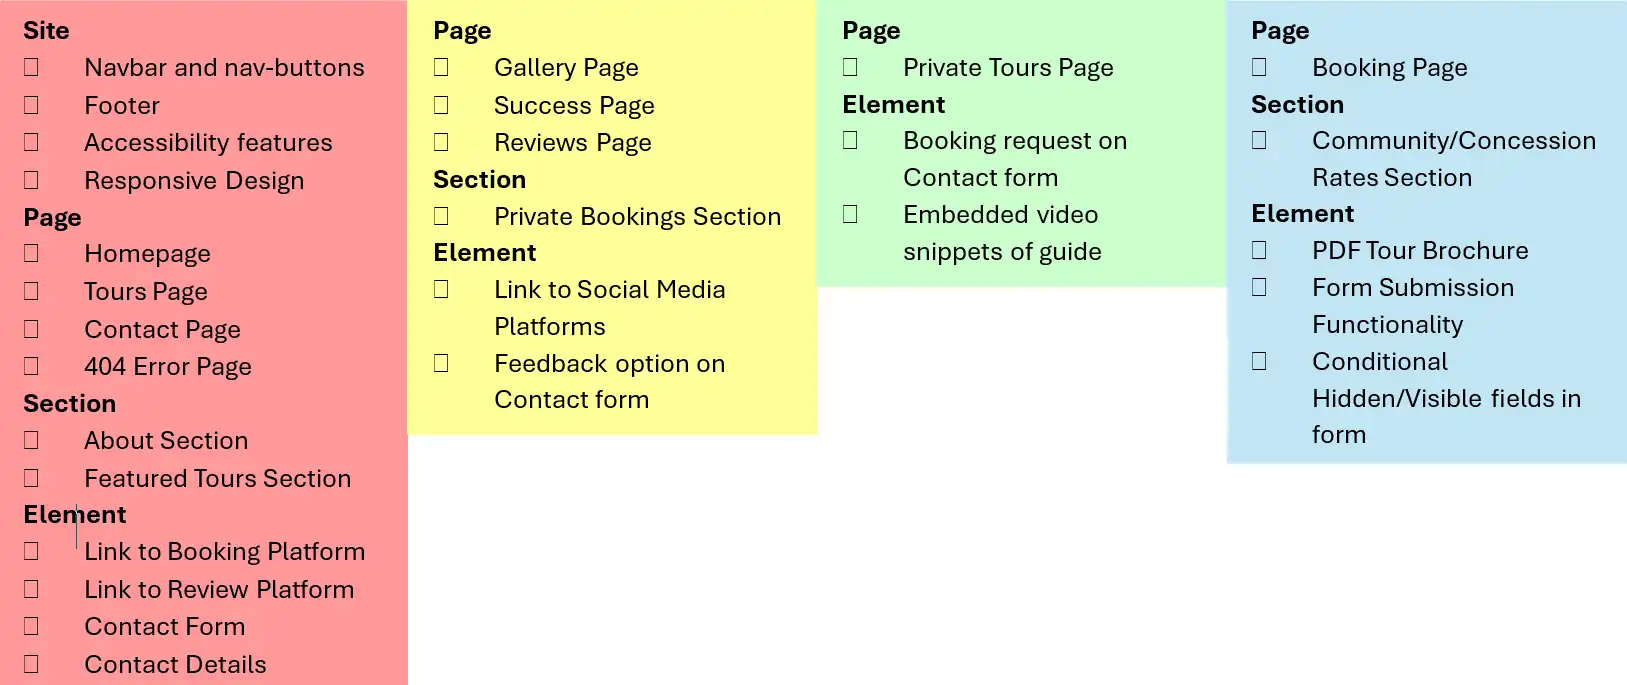 Site
Navbar and nav-buttons
Footer
Accessibility features
Responsive Design
Page
Homepage
Tours Page
Contact Page
404 Error Page
Section
About Section
Featured Tours Section
Element
Link to Booking Platform
Link to Review Platform
Contact Form
Contact Details
Page
Gallery Page
Success Page
Reviews Page
Section
Private Bookings Section
Element
Link to Social Media
Platforms
Feedback option on
Contact form
Page
Private Tours Page
Element
Booking request on
Contact form
Embedded video
snippets of guide
Page
Booking Page
Section
Community/Concession
Rates Section
Element
PDF Tour Brochure
Form Submission
Functionality
Conditional
Hidden/Visible fields in
form